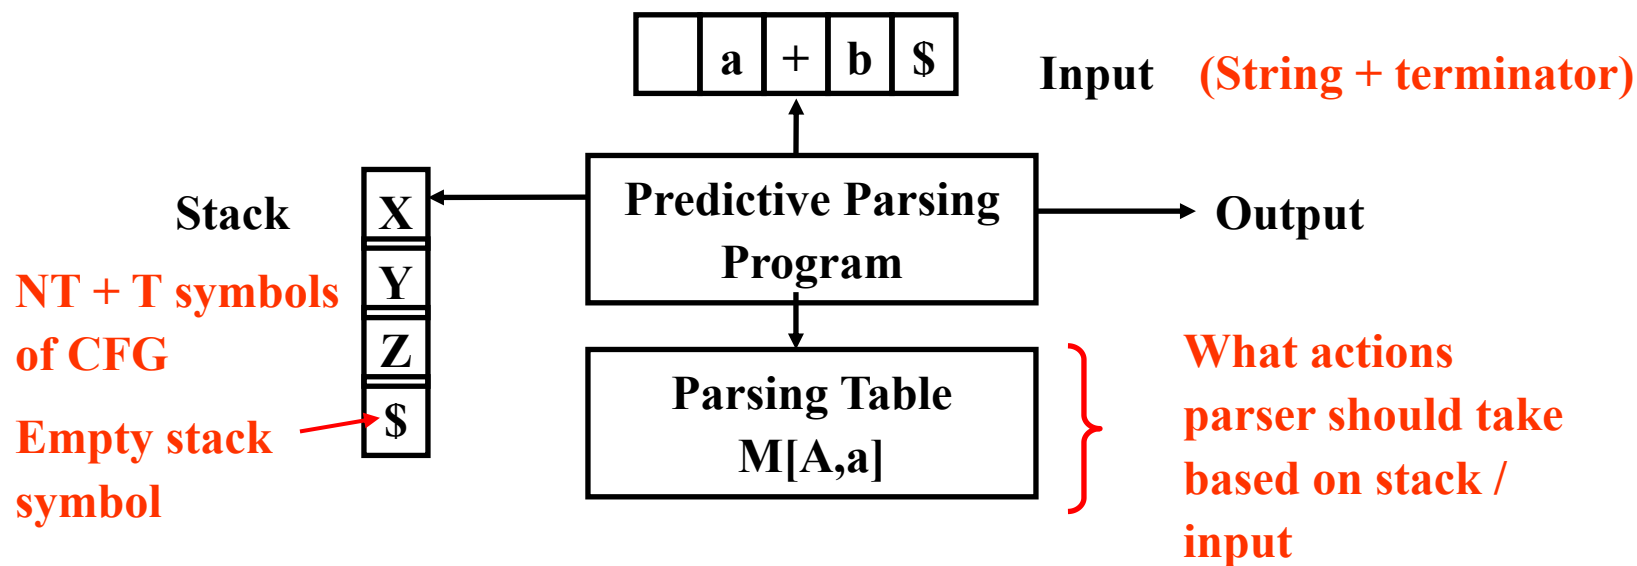 a + b $
Input (String + terminator)
Stack
X
Y
Z
$
NT + T symbols
of CFG
Empty stack
symbol
Predictive Parsing
Program
Output
Parsing Table
M[A,a]
What actions
parser should take
based on stack /
input